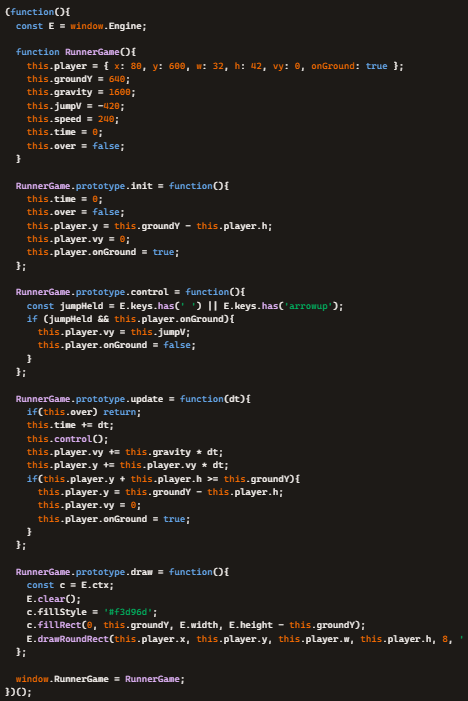 (function(){
  const E = window.Engine;

  function RunnerGame(){
    this.player = { x: 80, y: 600, w: 32, h: 42, vy: 0, onGround: true };
    this.groundY = 640;
    this.gravity = 1600;
    this.jumpV = -420;
    this.speed = 240;
    this.time = 0;
    this.over = false;
  }

  RunnerGame.prototype.init = function(){
    this.time = 0;
    this.over = false;
    this.player.y = this.groundY - this.player.h;
    this.player.vy = 0;
    this.player.onGround = true;
  };

  RunnerGame.prototype.control = function(){
    const jumpHeld = E.keys.has(' ') || E.keys.has('arrowup');
    if (jumpHeld && this.player.onGround){
      this.player.vy = this.jumpV;
      this.player.onGround = false;
    }
  };

  RunnerGame.prototype.update = function(dt){
    if(this.over) return;
    this.time += dt;
    this.control();
    this.player.vy += this.gravity * dt;
    this.player.y += this.player.vy * dt;
    if(this.player.y + this.player.h >= this.groundY){
      this.player.y = this.groundY - this.player.h;
      this.player.vy = 0;
      this.player.onGround = true;
    }
  };

  RunnerGame.prototype.draw = function(){
    const c = E.ctx;
    E.clear();
    c.fillStyle = '#f3d96d';
    c.fillRect(0, this.groundY, E.width, E.height - this.groundY);
    E.drawRoundRect(this.player.x, this.player.y, this.player.w, this.player.h, 8, '
  };

  window.RunnerGame = RunnerGame;
})();